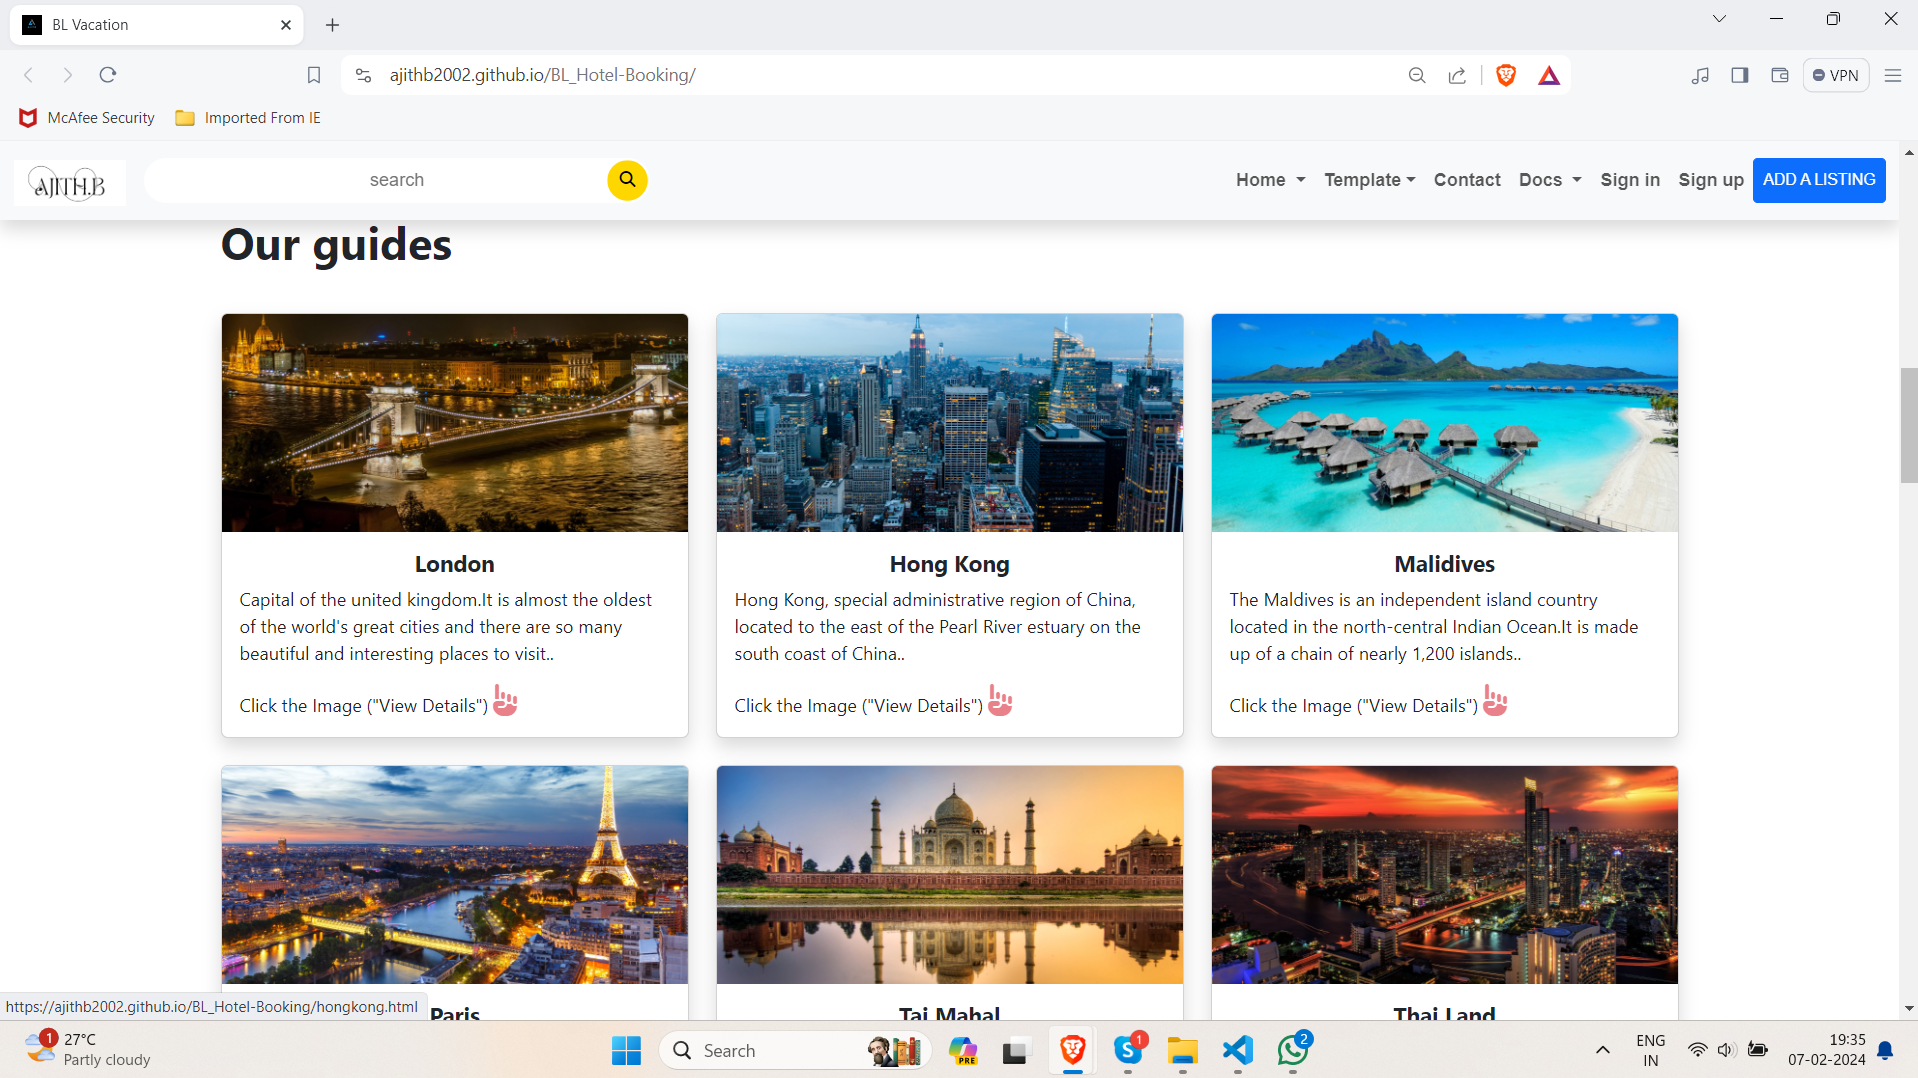 BL Vacation
ajithb2002.github.io/BL_Hotel-Booking/
VPN
McAfee Security
Imported From IE
AJITH.B
search
Home
Template
Contact
Docs
Sign in
Sign up
ADD A LISTING
Our guides
London
Capital of the united kingdom.It is almost the oldest
of the world's great cities and there are so many
beautiful and interesting places to visit..
Click the Image ("View Details")
Hong Kong
Hong Kong, special administrative region of China,
located to the east of the Pearl River estuary on the
south coast of China..
Click the Image ("View Details")
Malidives
The Maldives is an independent island country
located in the north-central Indian Ocean.It is made
up of a chain of nearly 1,200 islands..
Click the Image ("View Details")
Paris
Taj Mahal
Thai Land
https://ajithb2002.github.io/BL_Hotel-Booking/hongkong.html
1
27°C
Partly cloudy
Search
PRE
1
2
ENG
IN
19:35
07-02-2024